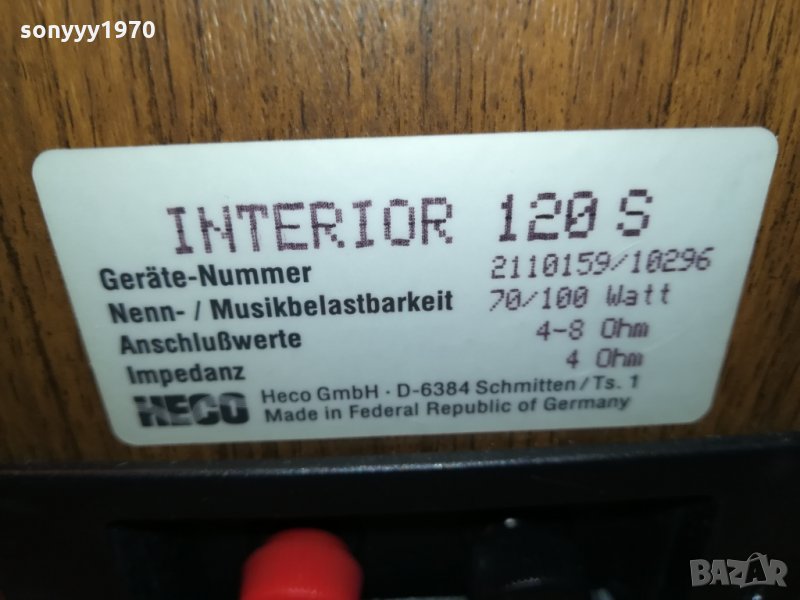 sonyyy1970
INTERIOR 120 S
Geräte-Nummer 2110159/10296
Nenn- / Musikbelastbarkeit 70/100 Watt
Anschlußwerte 4-8 Ohm
Impedanz 4 Ohm
HECO Heco GmbH · D-6384 Schmitten/Ts. 1
Made in Federal Republic of Germany
BAZAR